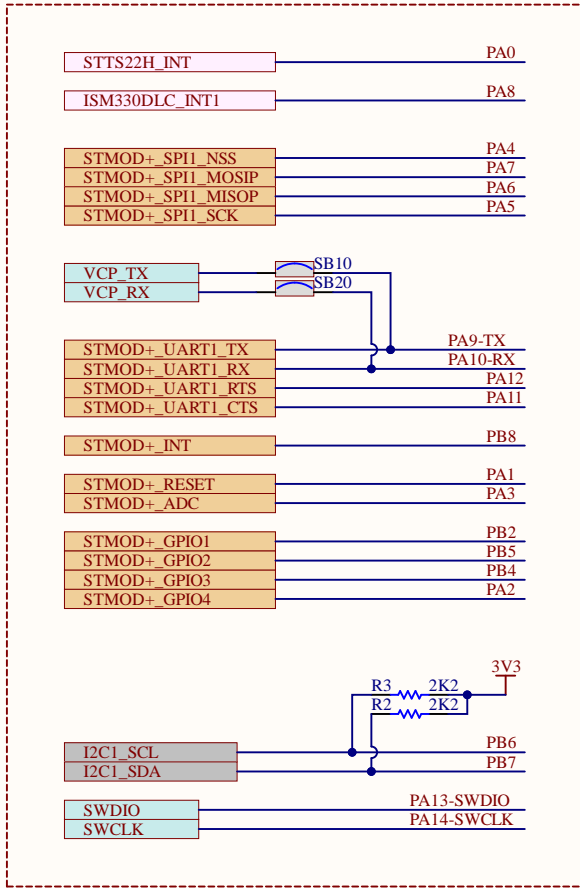 STTS22H_INT PA0
ISM330DLC_INT1 PA8
STMOD+_SPI1_NSS PA4
STMOD+_SPI1_MOSIP PA7
STMOD+_SPI1_MISOP PA6
STMOD+_SPI1_SCK PA5
VCP_TX SB10
VCP_RX SB20
STMOD+_UART1_TX PA9-TX
STMOD+_UART1_RX PA10-RX
STMOD+_UART1_RTS PA12
STMOD+_UART1_CTS PA11
STMOD+_INT PB8
STMOD+_RESET PA1
STMOD+_ADC PA3
STMOD+_GPIO1 PB2
STMOD+_GPIO2 PB5
STMOD+_GPIO3 PB4
STMOD+_GPIO4 PA2
3V3
R3 2K2
R2 2K2
I2C1_SCL PB6
I2C1_SDA PB7
SWDIO PA13-SWDIO
SWCLK PA14-SWCLK